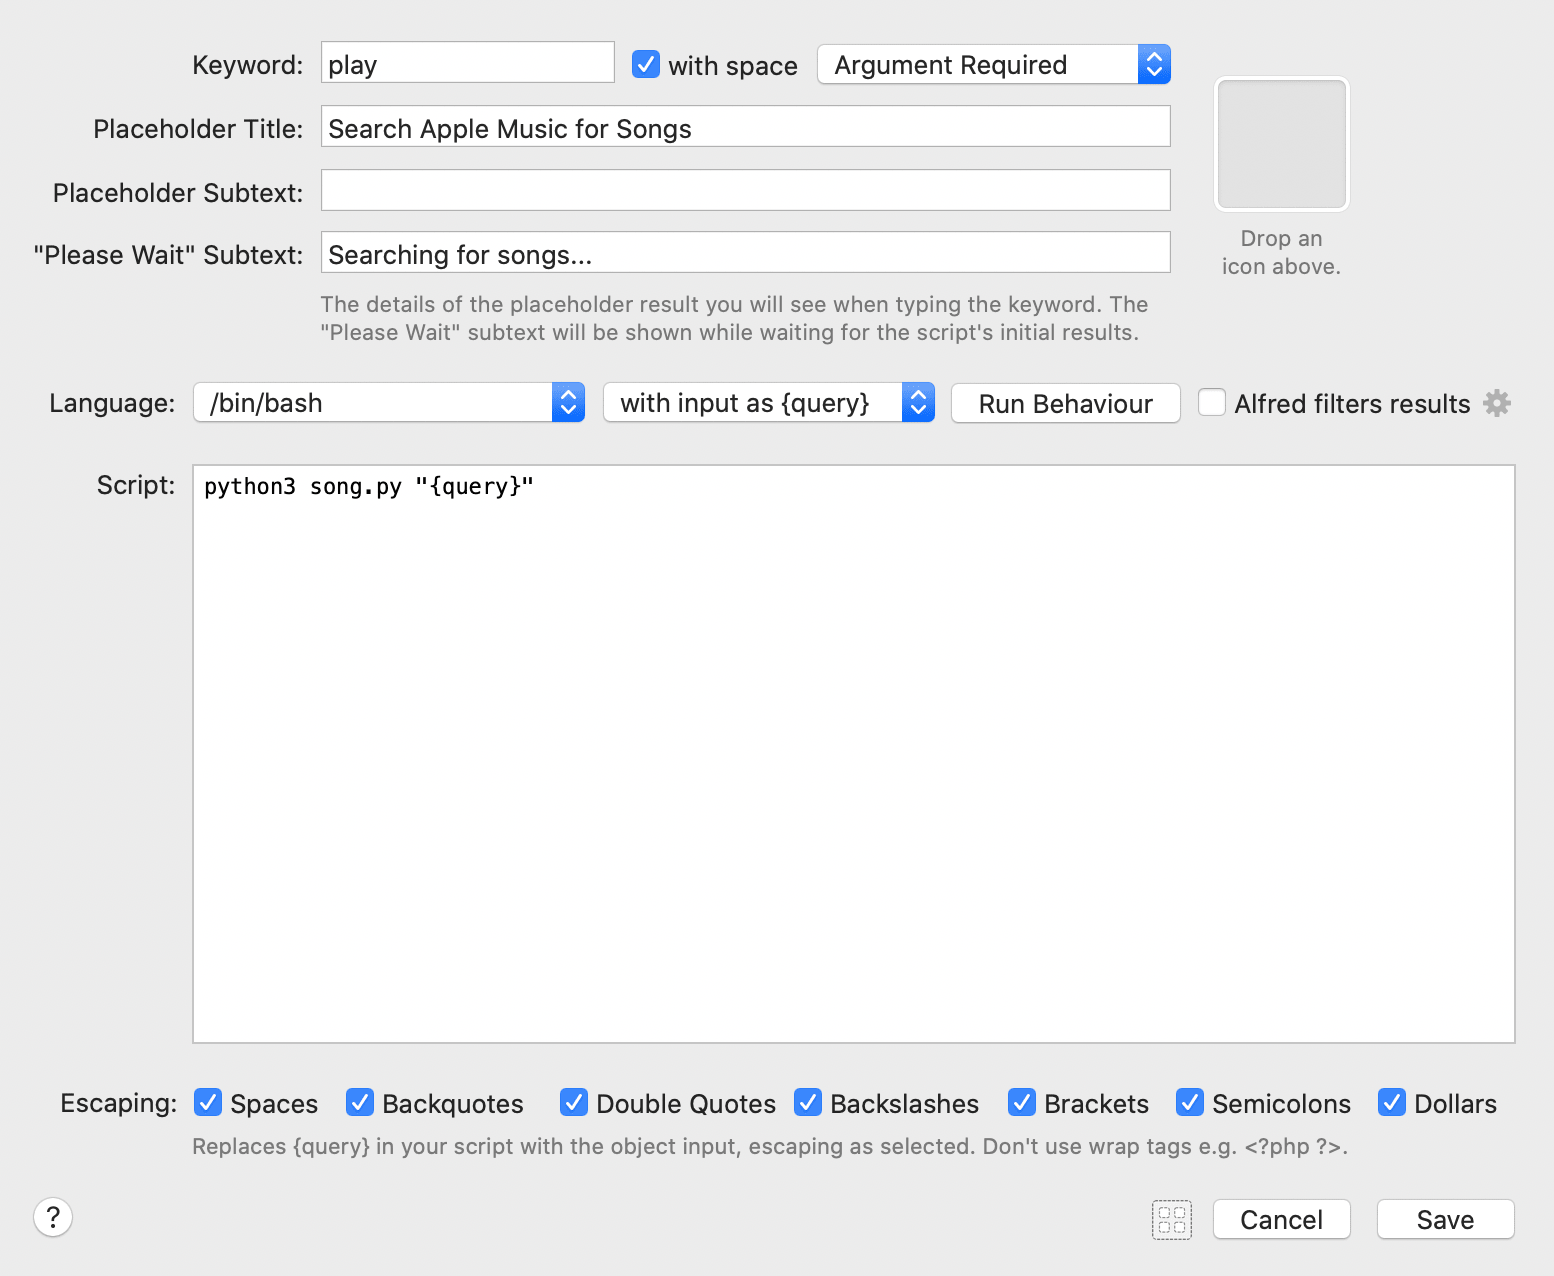 Keyword: play with space Argument Required
Placeholder Title: Search Apple Music for Songs
Placeholder Subtext:
"Please Wait" Subtext: Searching for songs...
Drop an
icon above.
The details of the placeholder result you will see when typing the keyword. The
"Please Wait" subtext will be shown while waiting for the script's initial results.
Language: /bin/bash with input as {query} Run Behaviour Alfred filters results
Script: python3 song.py "{query}"
Escaping: Spaces Backquotes Double Quotes Backslashes Brackets Semicolons Dollars
Replaces {query} in your script with the object input, escaping as selected. Don't use wrap tags e.g. <?php ?>.
? Cancel Save